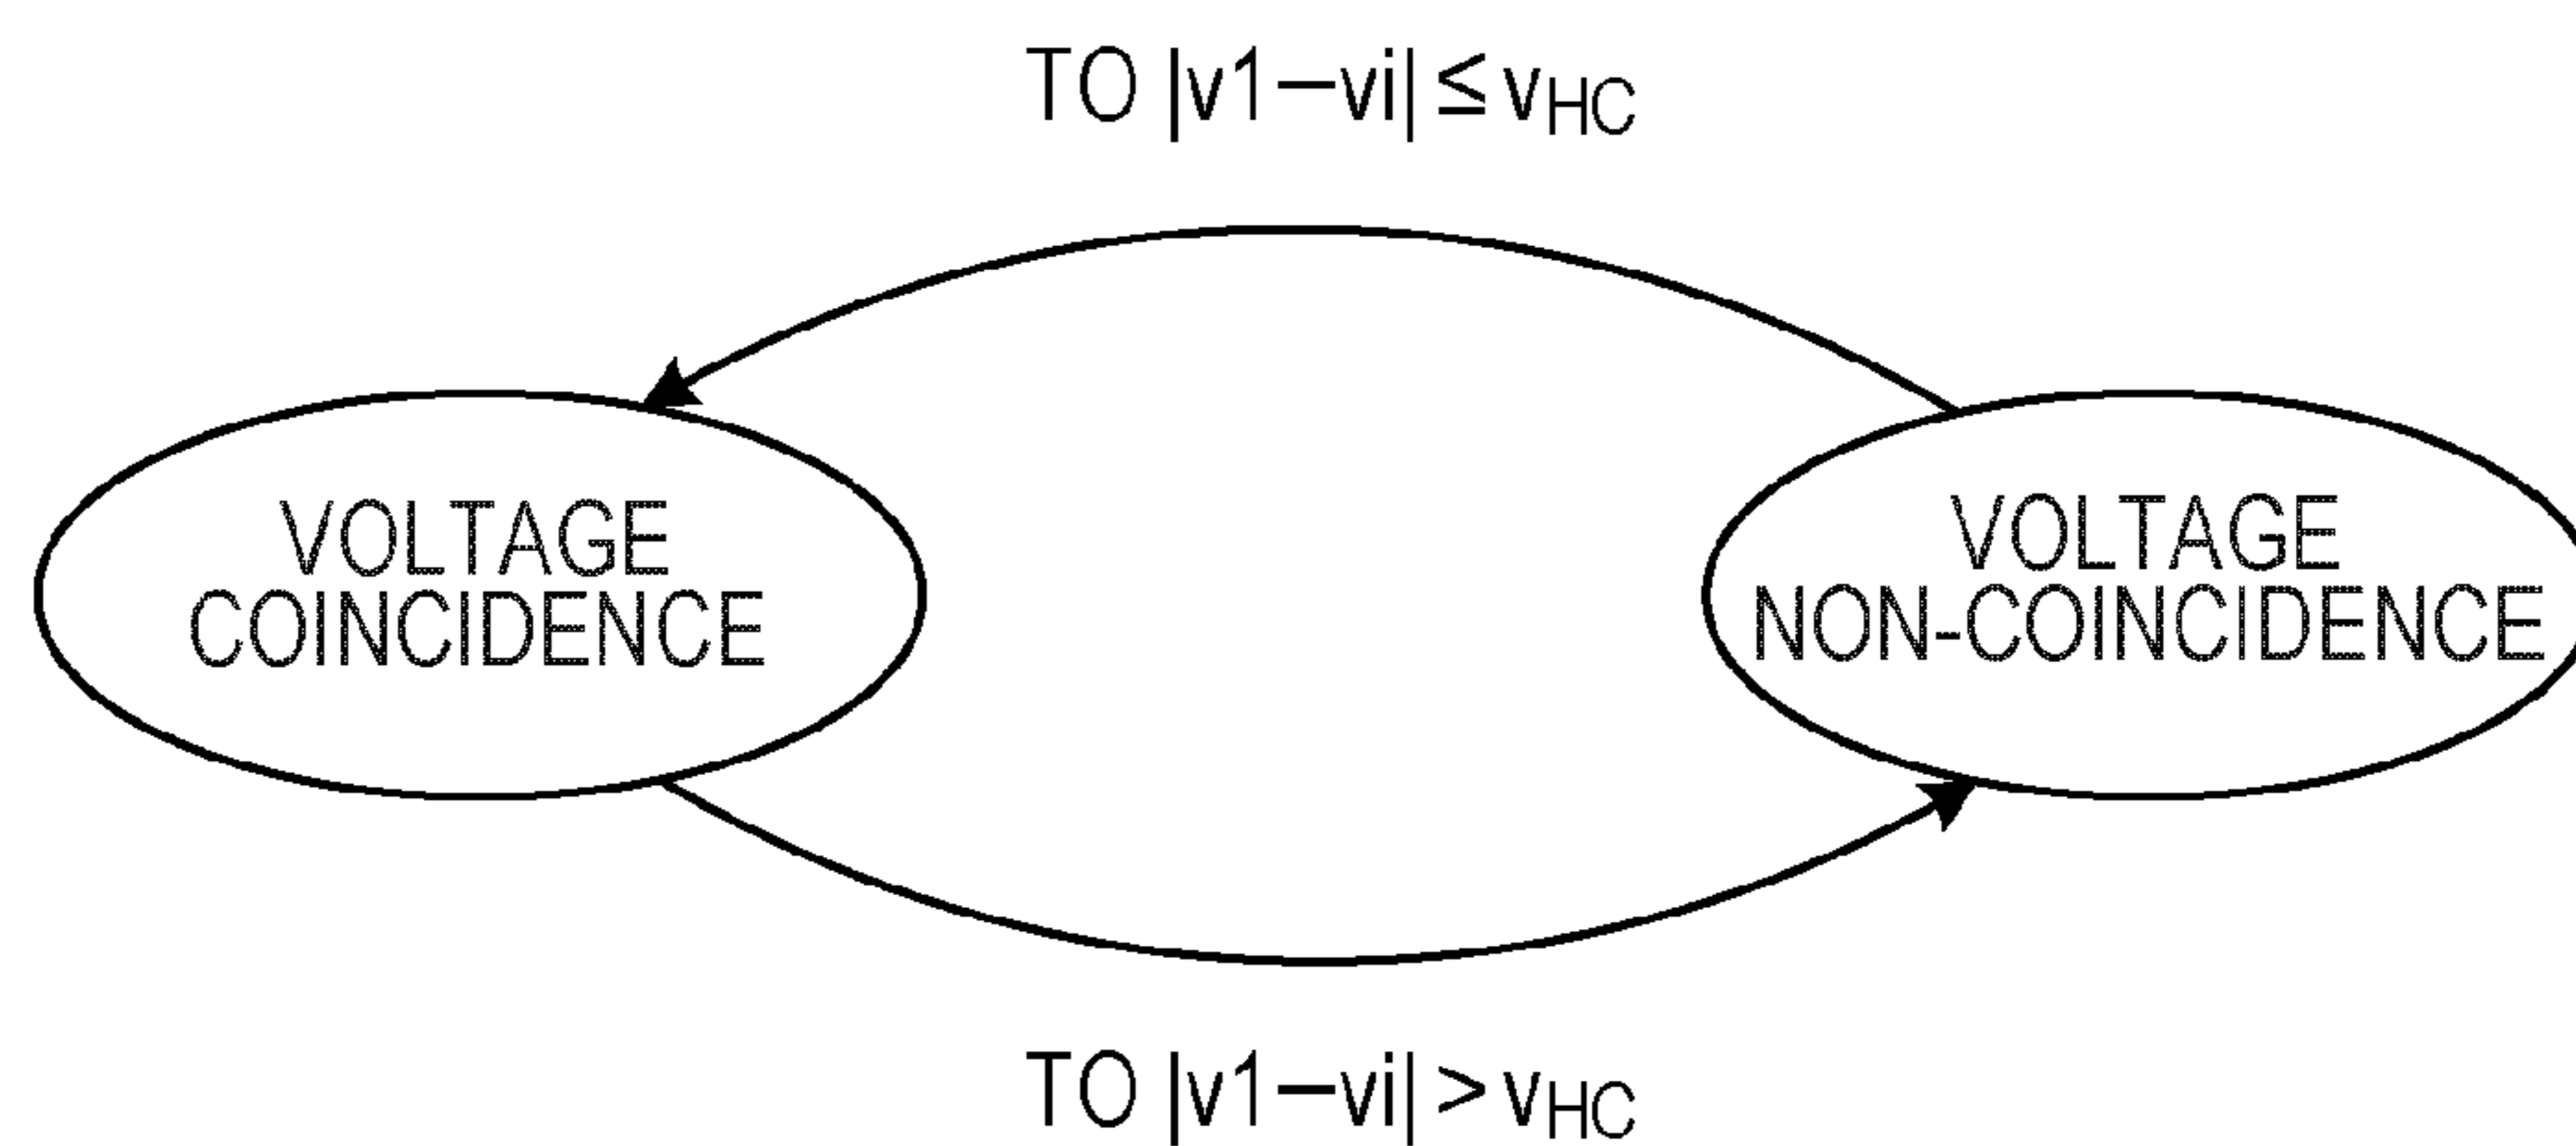 TO |v1−vi| ≤ vHC
VOLTAGE
COINCIDENCE
VOLTAGE
NON-COINCIDENCE
TO |v1−vi| > vHC